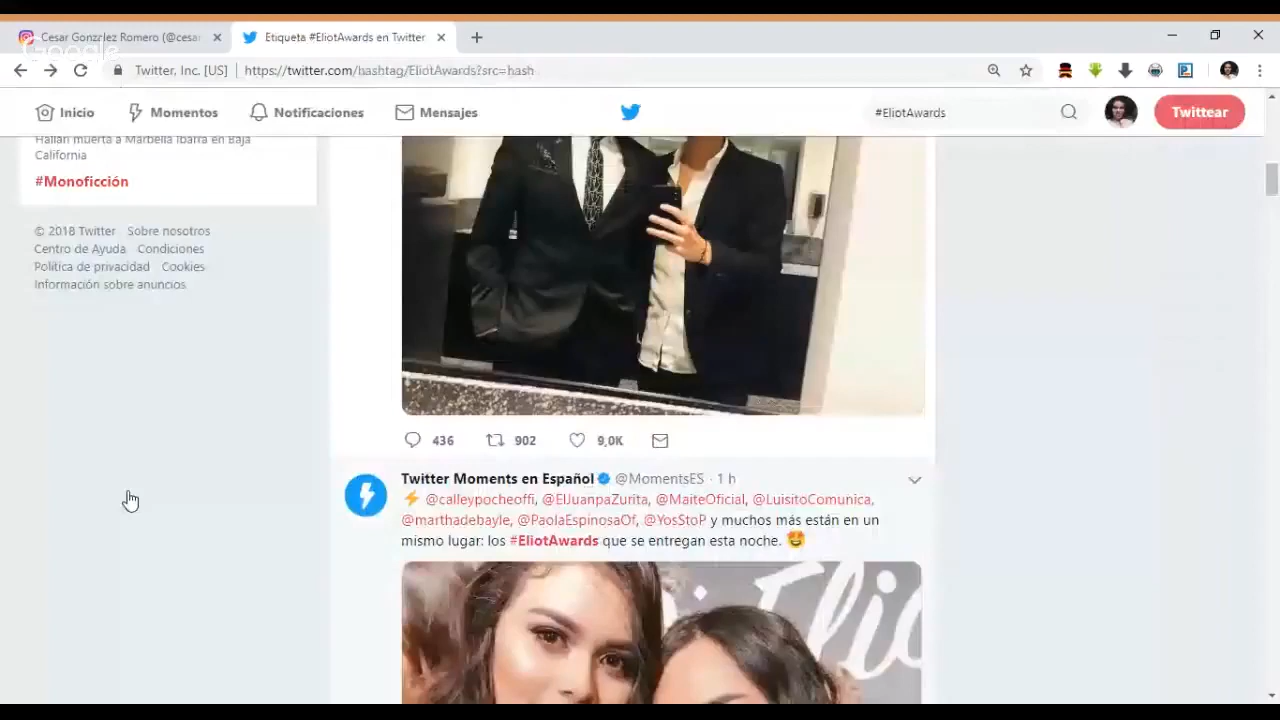 Cesar Gonzalez Romero (@cesar
Etiqueta #EliotAwards en Twitter
Google
Twitter, Inc. [US]
https://twitter.com/hashtag/EliotAwards?src=hash
Inicio
Momentos
Notificaciones
Mensajes
#EliotAwards
Twittear
Hallan muerta a Marbella Ibarra en Baja
California
#Monoficción
© 2018 Twitter Sobre nosotros
Centro de Ayuda Condiciones
Política de privacidad Cookies
Información sobre anuncios
436
902
9,0K
Twitter Moments en Español @MomentsES · 1 h
⚡ @calleypocheoffi, @ElJuanpaZurita, @MaiteOficial, @LuisitoComunica,
@marthadebayle, @PaolaEspinosaOf, @YosStoP y muchos más están en un
mismo lugar: los #EliotAwards que se entregan esta noche. 🤩